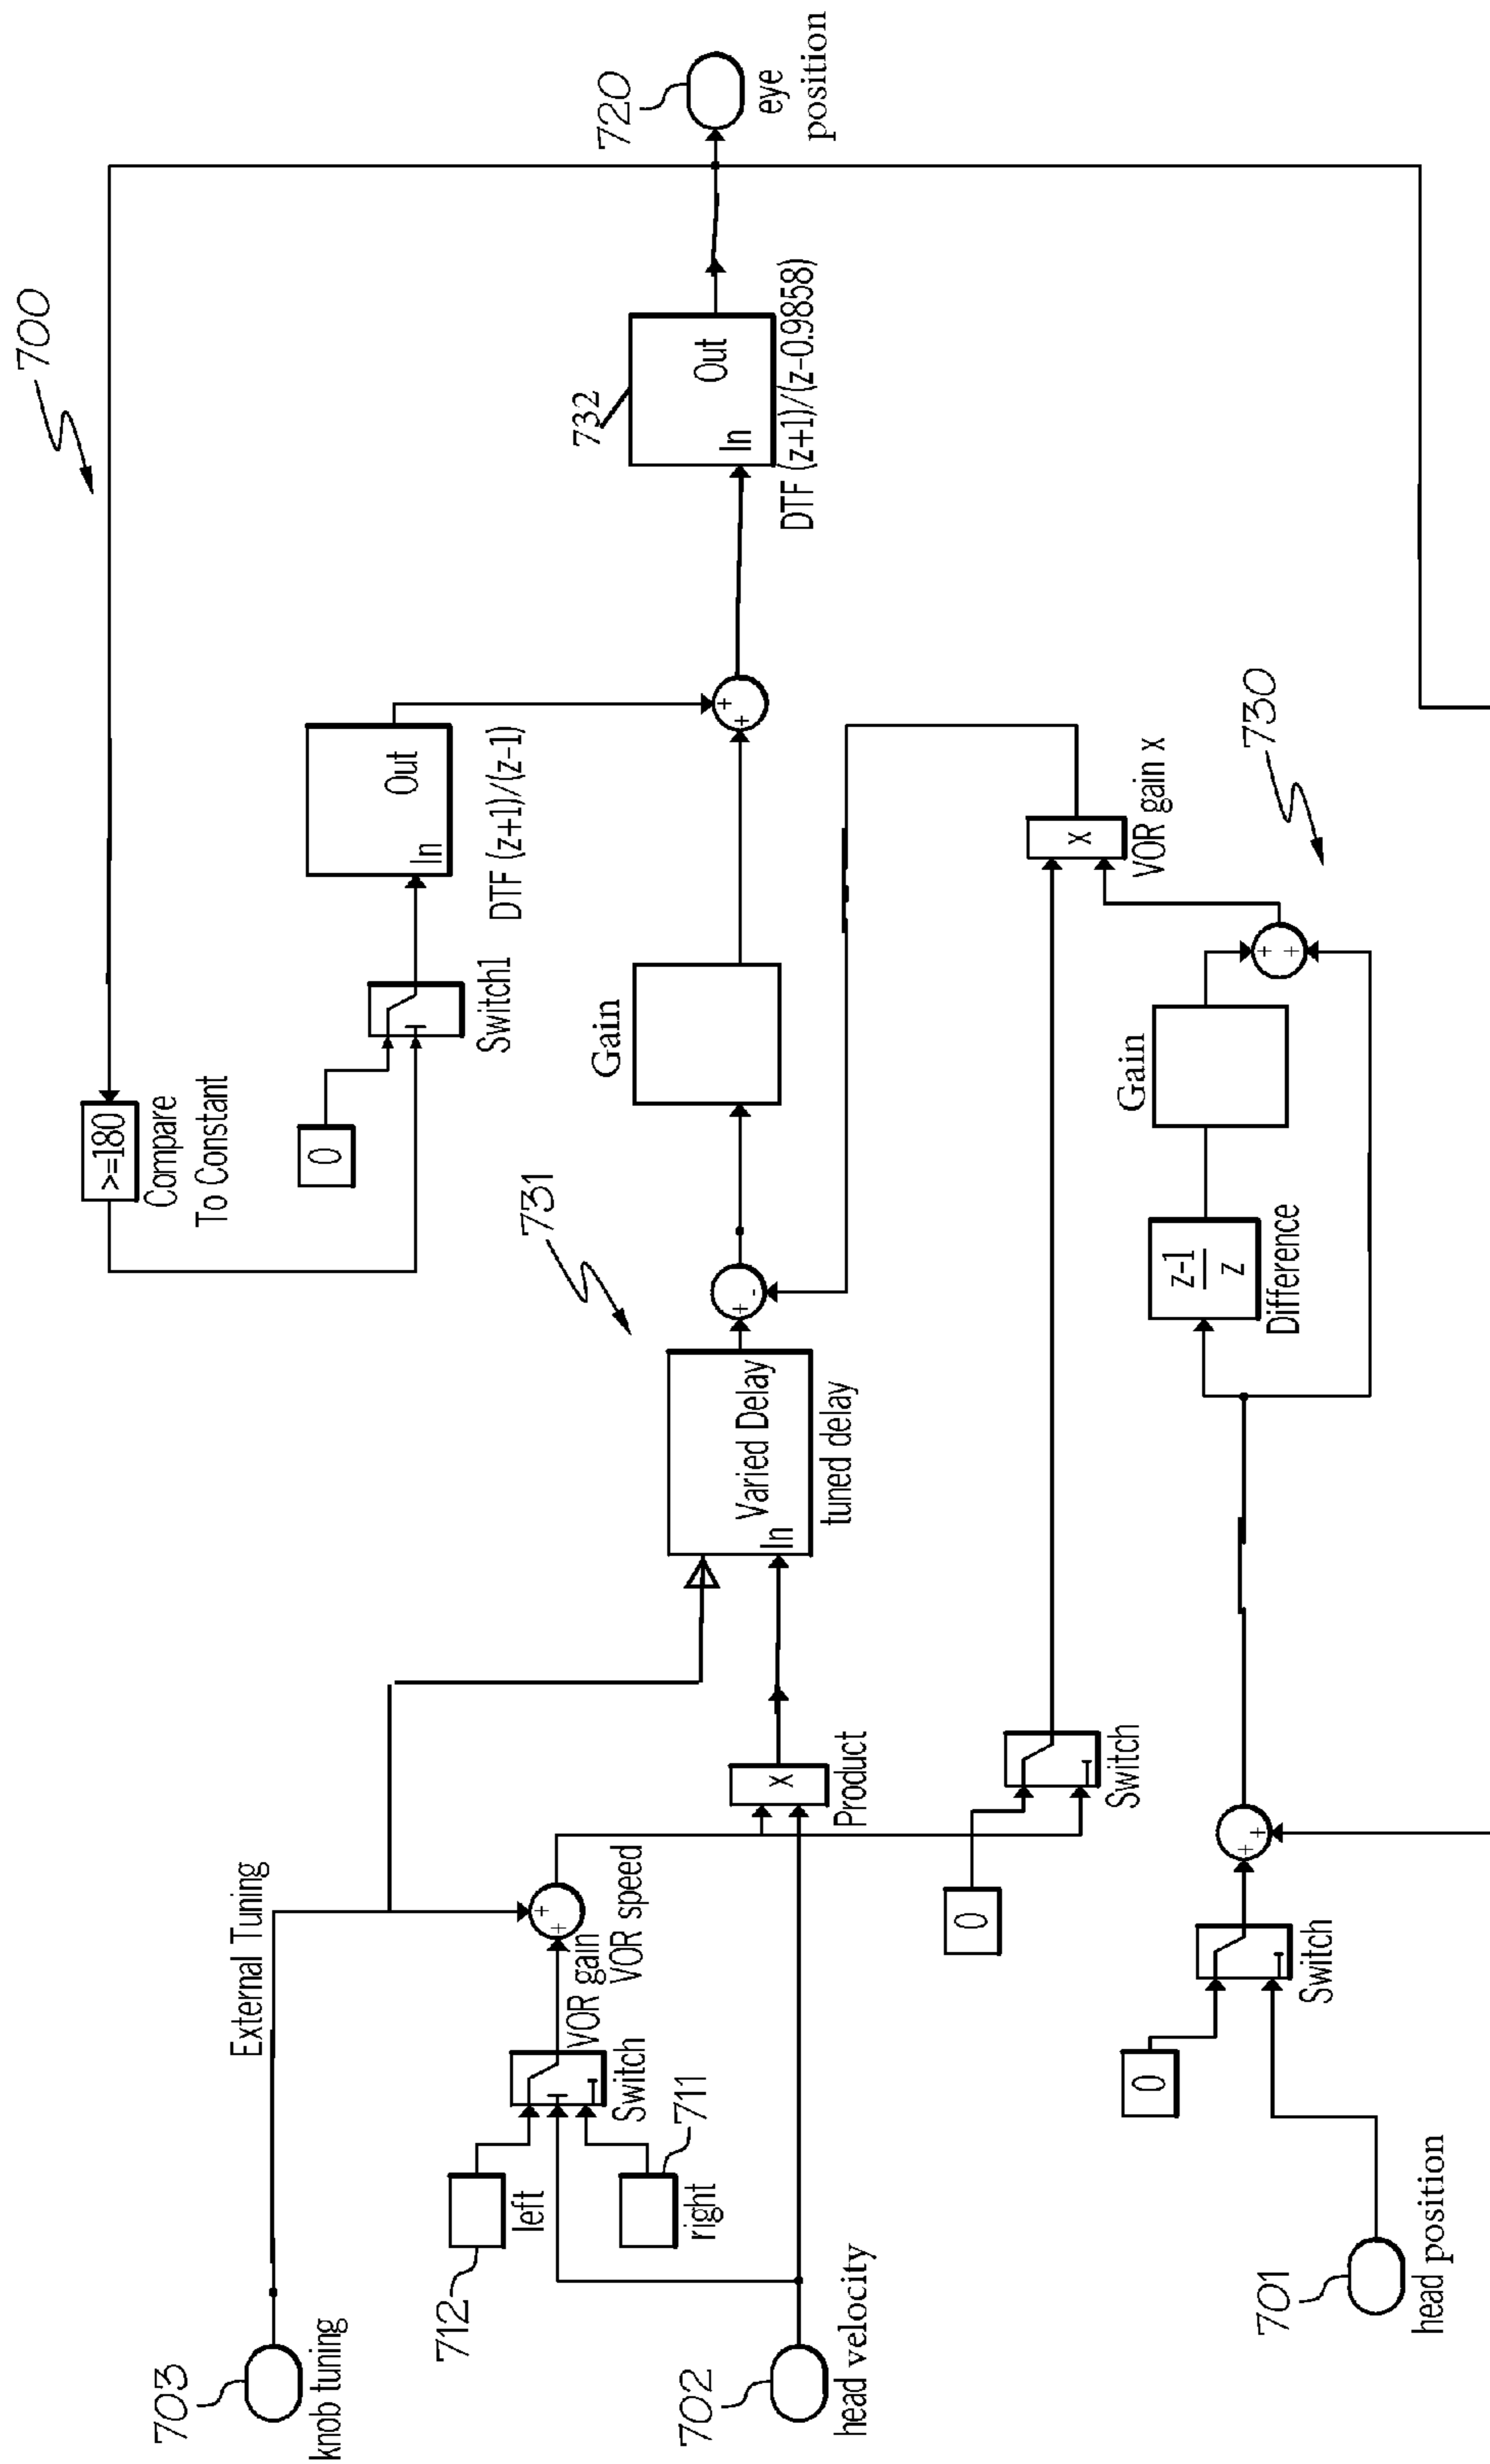 700
703
knob tuning
External Tuning
>=180
Compare
To Constant
0
Switch1
In
Out
DTF (z+1)/(z-1)
712
left
711
right
Switch
VOR gain
VOR speed
+
+
702
head velocity
X
Product
731
In
Varied Delay
tuned delay
+
-
Gain
+
+
732
In
Out
DTF (z+1)/(z-0.9858)
720
eye
position
0
Switch
X
VOR gain x
730
701
head position
0
Switch
+
+
z-1
z
Difference
Gain
+
+